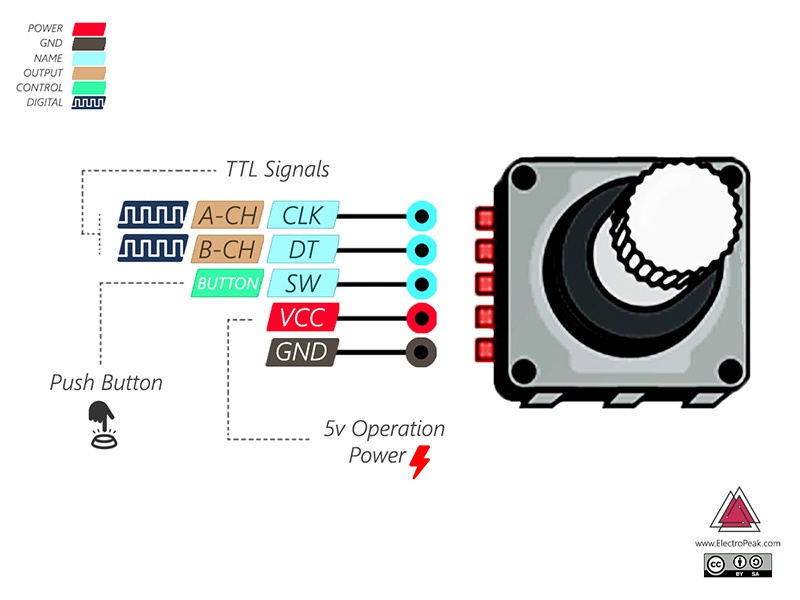 POWER
GND
NAME
OUTPUT
CONTROL
DIGITAL
TTL Signals
A-CH CLK
B-CH DT
BUTTON SW
VCC
GND
Push Button
5v Operation
Power
www.ElectroPeak.com
cc
BY SA